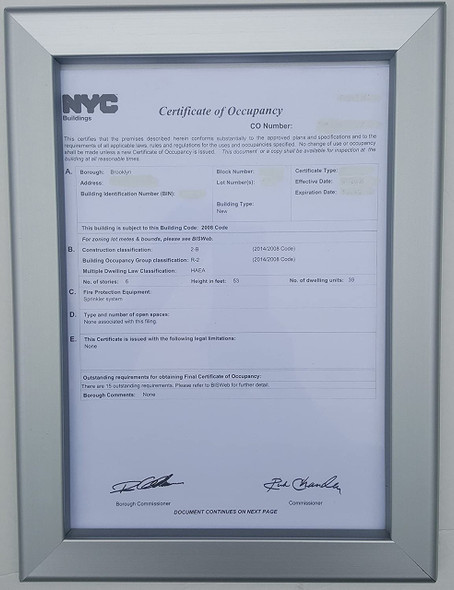 NYC
Buildings
Certificate of Occupancy
CO Number:
This certifies that the premises described herein conforms substantially to the approved plans and specifications and to the
requirements of all applicable laws, rules and regulations for the uses and occupancies specified. No change of use or occupancy
shall be made unless a new Certificate of Occupancy is issued. This document or a copy shall be available for inspection at the
building at all reasonable times.
A. Borough: Brooklyn Block Number: Certificate Type:
Address: Lot Number(s): Effective Date:
Building Identification Number (BIN): Expiration Date:
Building Type:
New
This building is subject to this Building Code: 2008 Code
For zoning lot metes & bounds, please see BISWeb.
B. Construction classification: 2-B (2014/2008 Code)
Building Occupancy Group classification: R-2 (2014/2008 Code)
Multiple Dwelling Law Classification: HAEA
No. of stories: 6 Height in feet: 53 No. of dwelling units:
C. Fire Protection Equipment:
Sprinkler system
D. Type and number of open spaces:
None associated with this filing.
E. This Certificate is issued with the following legal limitations:
None
Outstanding requirements for obtaining Final Certificate of Occupancy:
There are 15 outstanding requirements. Please refer to BISWeb for further detail.
Borough Comments: None
Borough Commissioner Commissioner
DOCUMENT CONTINUES ON NEXT PAGE